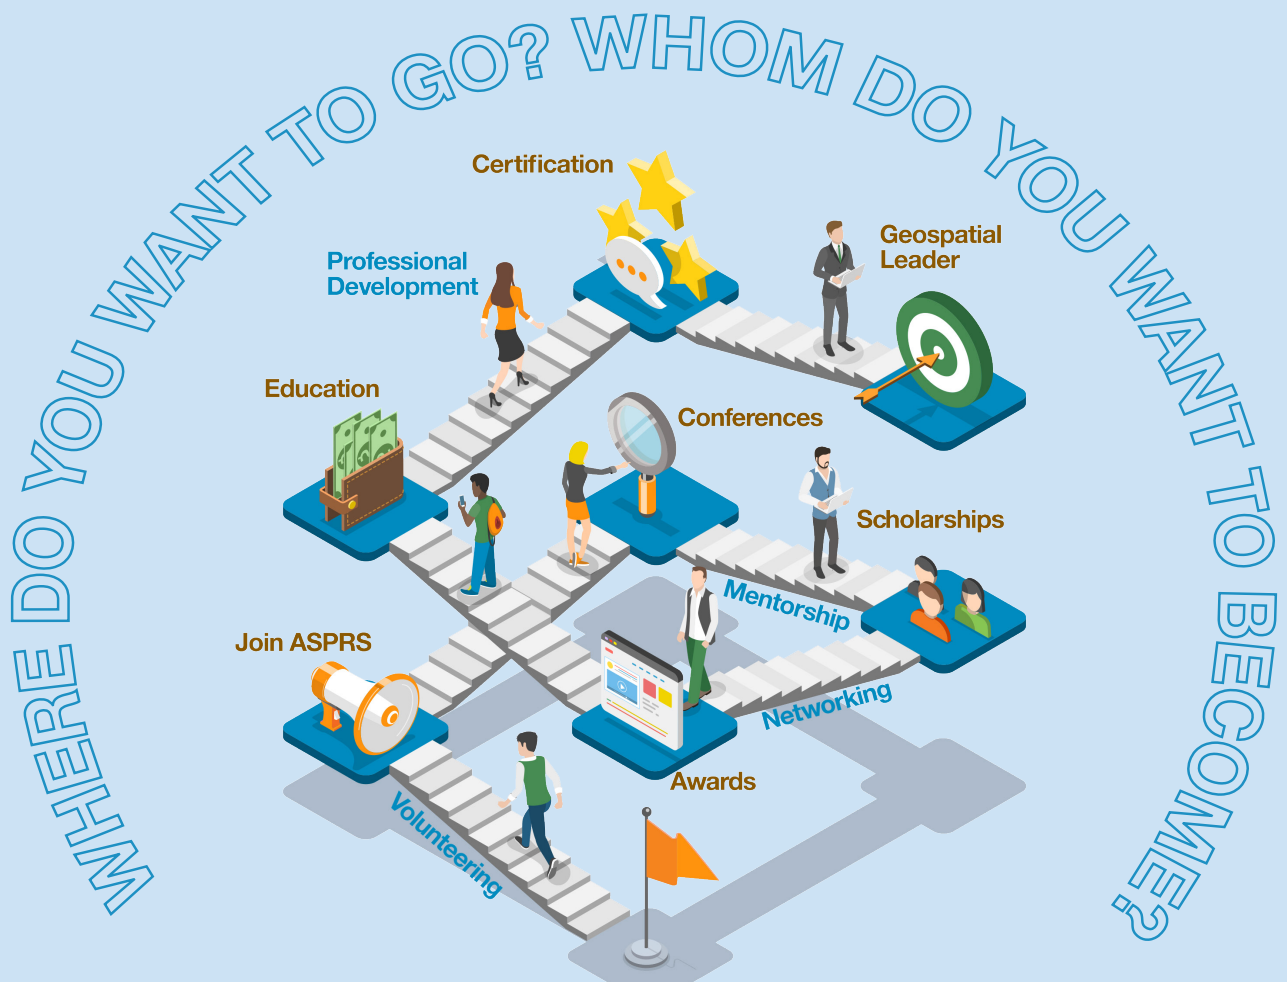 WHERE DO YOU WANT TO GO? WHOM DO YOU WANT TO BECOME?
Certification
Geospatial
Leader
Professional
Development
Education
Conferences
Scholarships
Mentorship
Join ASPRS
Networking
Awards
Volunteering